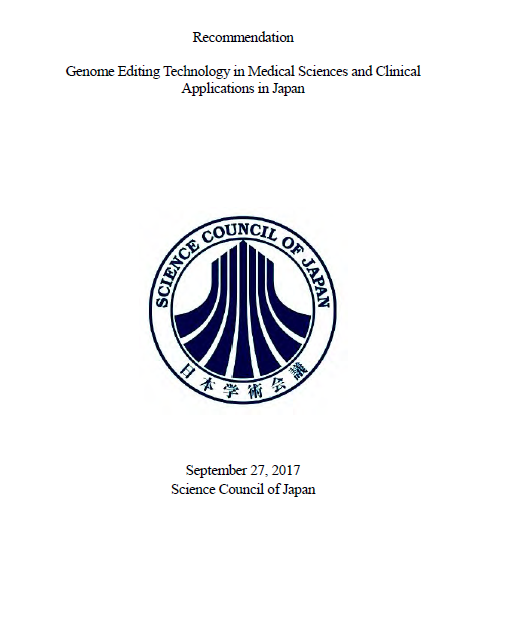 Recommendation
Genome Editing Technology in Medical Sciences and Clinical
Applications in Japan
SCIENCE COUNCIL OF JAPAN
日本学術会議
September 27, 2017
Science Council of Japan